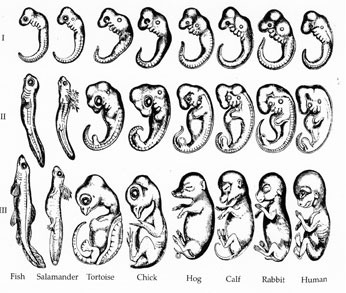 I
II
III
Fish Salamander Tortoise Chick Hog Calf Rabbit Human